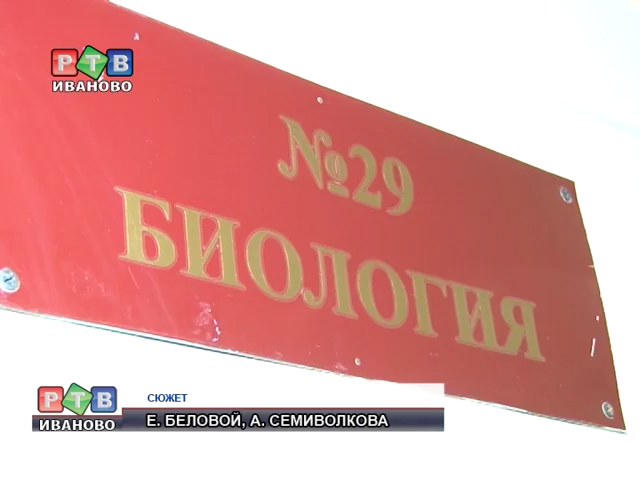 РТВ
ИВАНОВО
№29
БИОЛОГИЯ
РТВ
ИВАНОВО
СЮЖЕТ
Е. БЕЛОВОЙ, А. СЕМИВОЛКОВА